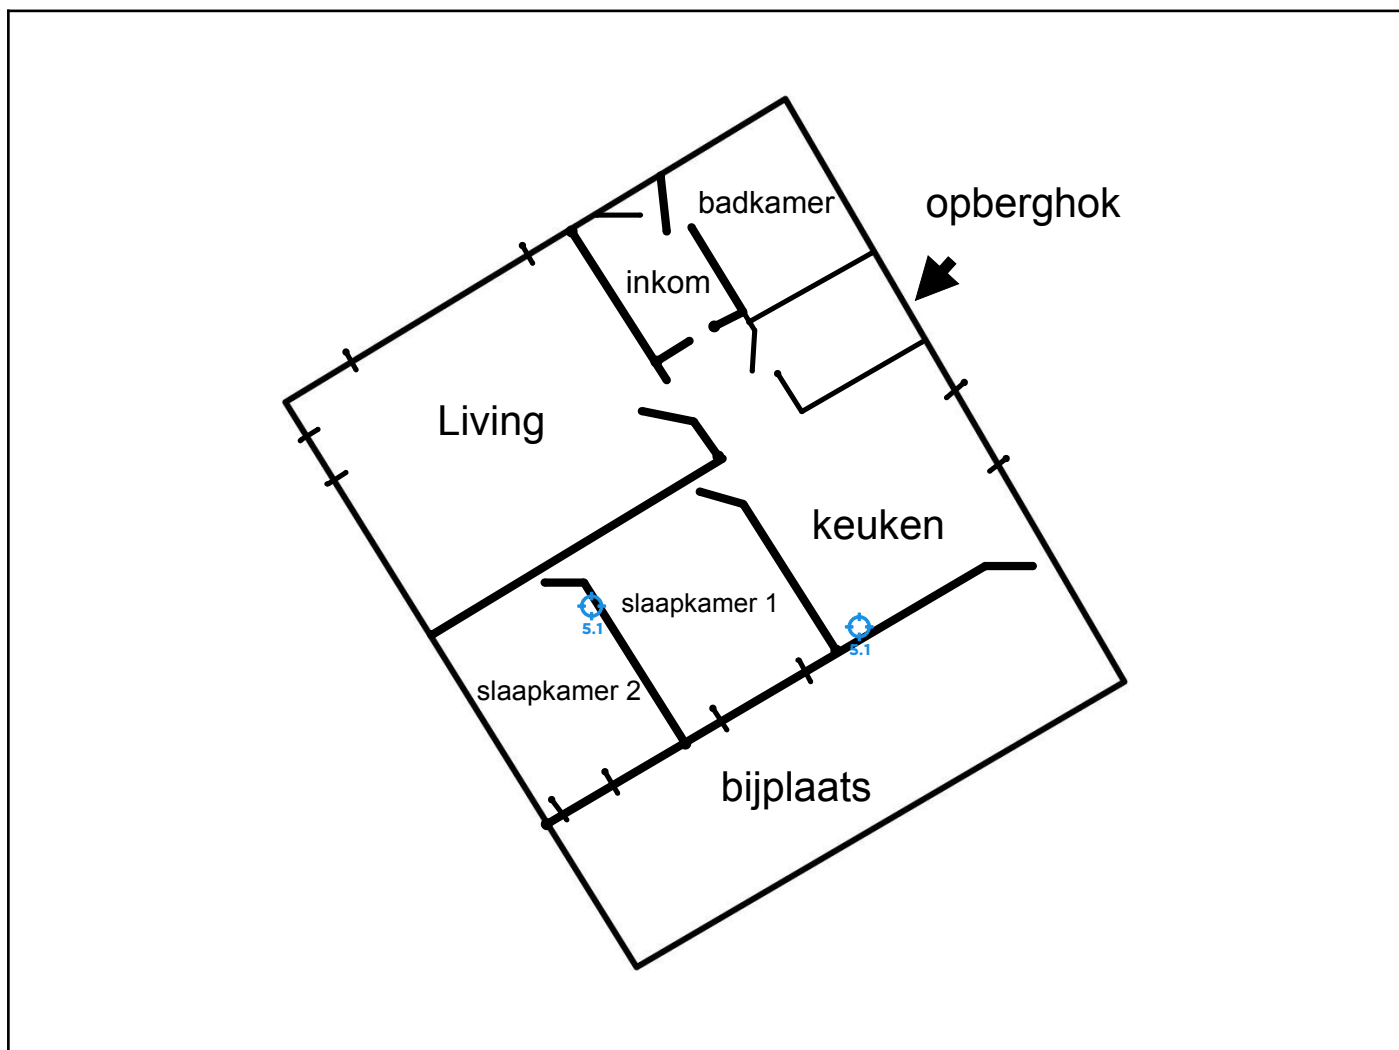 badkamer
opberghok
inkom
Living
keuken
slaapkamer 1
5.1
5.1
slaapkamer 2
bijplaats